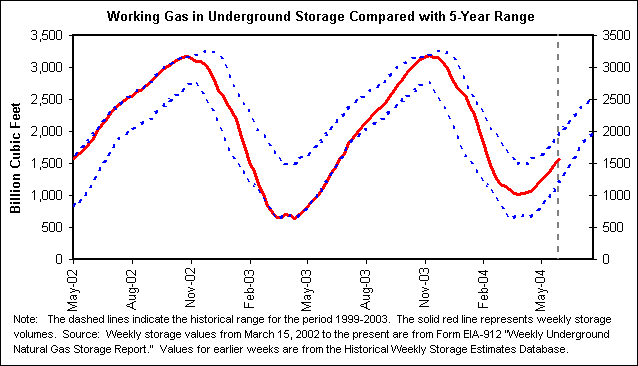 Working Gas in Underground Storage Compared with 5-Year Range
Billion Cubic Feet
3,500
3,000
2,500
2,000
1,500
1,000
500
0
3500
3000
2500
2000
1500
1000
500
0
May-02
Aug-02
Nov-02
Feb-03
May-03
Aug-03
Nov-03
Feb-04
May-04
Note: The dashed lines indicate the historical range for the period 1999-2003. The solid red line represents weekly storage
volumes. Source: Weekly storage values from March 15, 2002 to the present are from Form EIA-912 "Weekly Underground
Natural Gas Storage Report." Values for earlier weeks are from the Historical Weekly Storage Estimates Database.